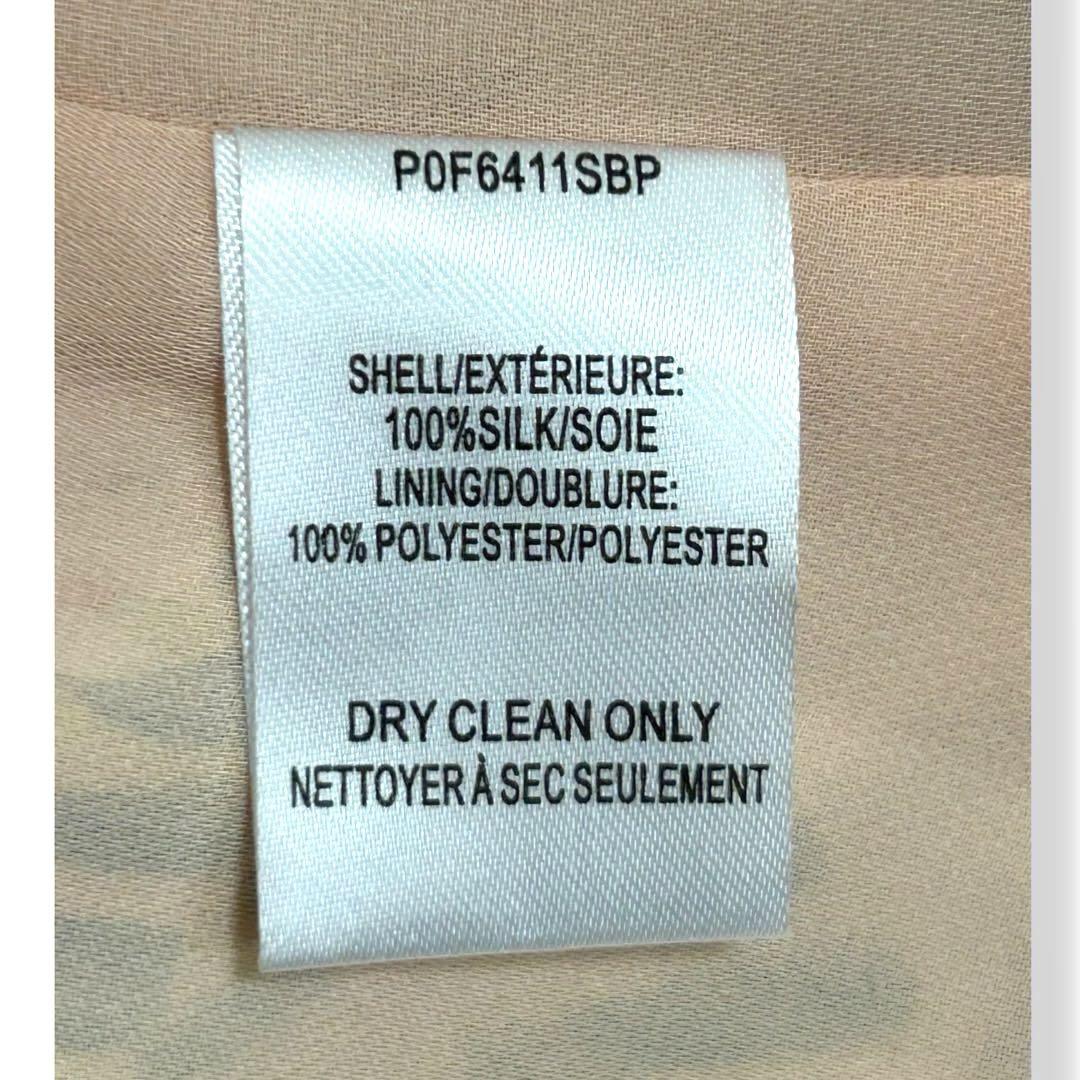 P0F6411SBP
SHELL/EXTÉRIEURE:
100%SILK/SOIE
LINING/DOUBLURE:
100% POLYESTER/POLYESTER
DRY CLEAN ONLY
NETTOYER À SEC SEULEMENT